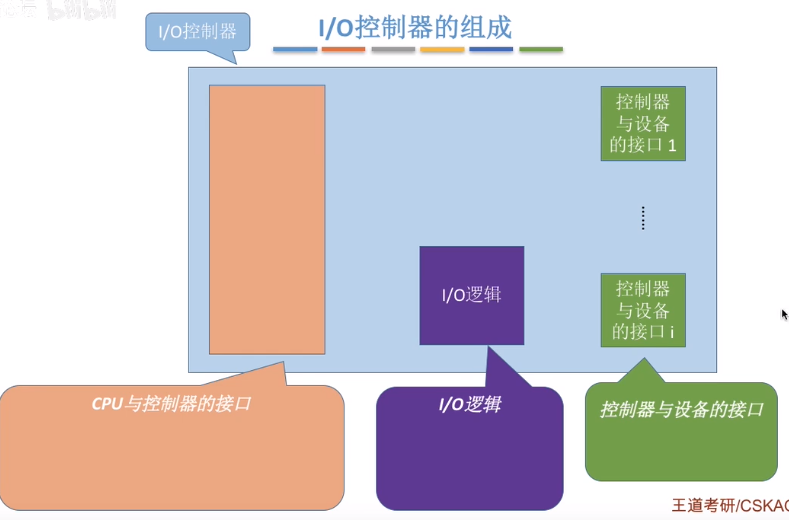 I/O控制器
I/O控制器的组成
控制器
与设备
的接口 1
……
I/O逻辑
控制器
与设备
的接口 i
CPU与控制器的接口
I/O逻辑
控制器与设备的接口
王道考研/CSKAO